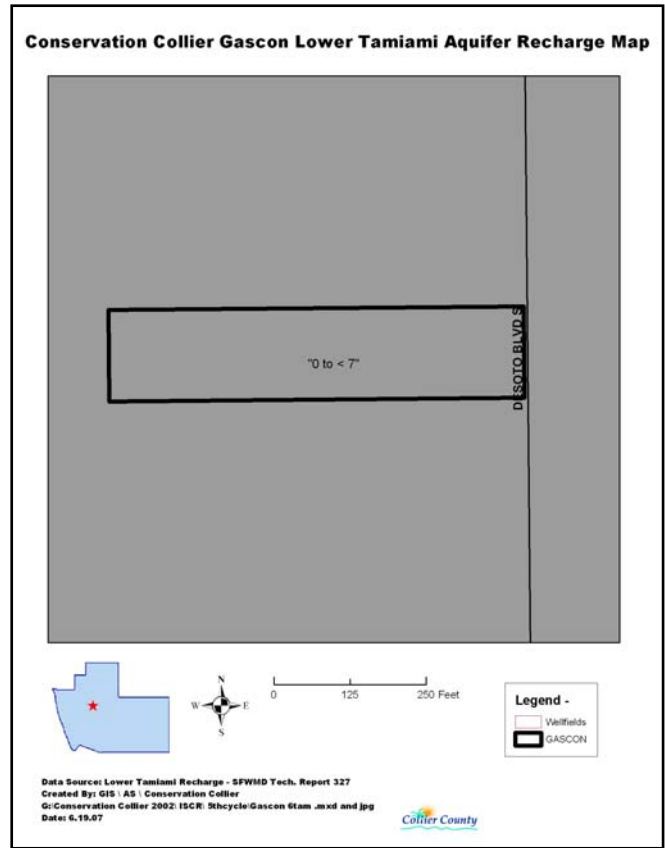 Conservation Collier Gascon Lower Tamiami Aquifer Recharge Map
"0 to < 7"
DESOTO BLVD S
N
W E
S
0 125 250 Feet
Legend -
Wellfields
GASCON
Data Source: Lower Tamiami Recharge - SFWMD Tech. Report 327
Created By: GIS \ AS \ Conservation Collier
G:\Conservation Collier 2002\ ISCR\ 5thcycle\Gascon 6tam .mxd and jpg
Date: 6.19.07
Collier County